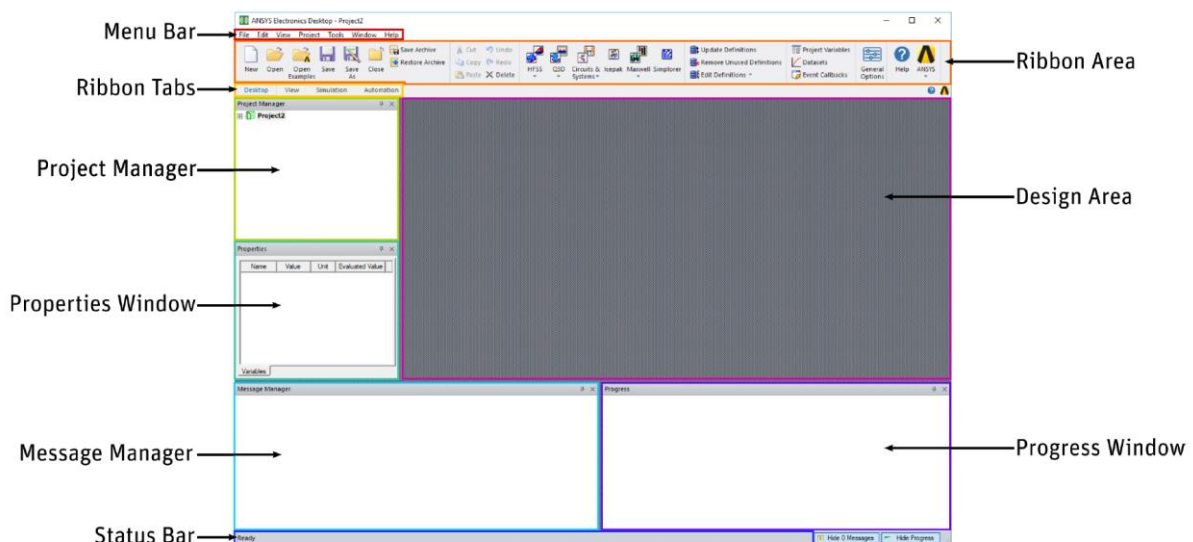 ANSYS Electronics Desktop - Project2
Menu Bar
File Edit View Project Tools Window Help
Save Archive
Restore Archive
New Open Open Examples Save Save As Close
Cut Undo
Copy Redo
Paste Delete
HFSS Q3D Circuits & Systems Icepak Maxwell Simplorer
Update Definitions
Remove Unused Definitions
Edit Definitions
Project Variables
Datasets
Event Callbacks
General Options
Help ANSYS
Ribbon Area
Ribbon Tabs
Desktop View Simulation Automation
Project Manager
Project2
Project Manager
Design Area
Properties
Name Value Unit Evaluated Value
Properties Window
Variables
Message Manager
Progress
Message Manager
Progress Window
Status Bar
Ready
Hide 0 Messages
Hide Progress